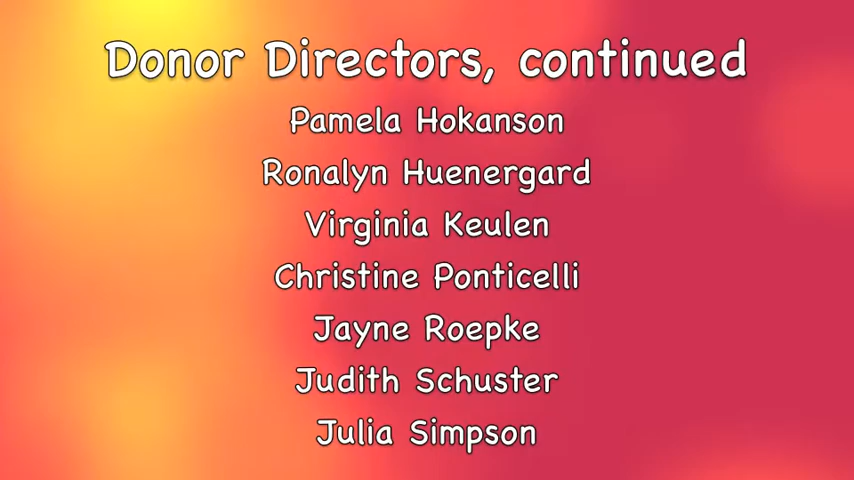 Donor Directors, continued
Pamela Hokanson
Ronalyn Huenergard
Virginia Keulen
Christine Ponticelli
Jayne Roepke
Judith Schuster
Julia Simpson